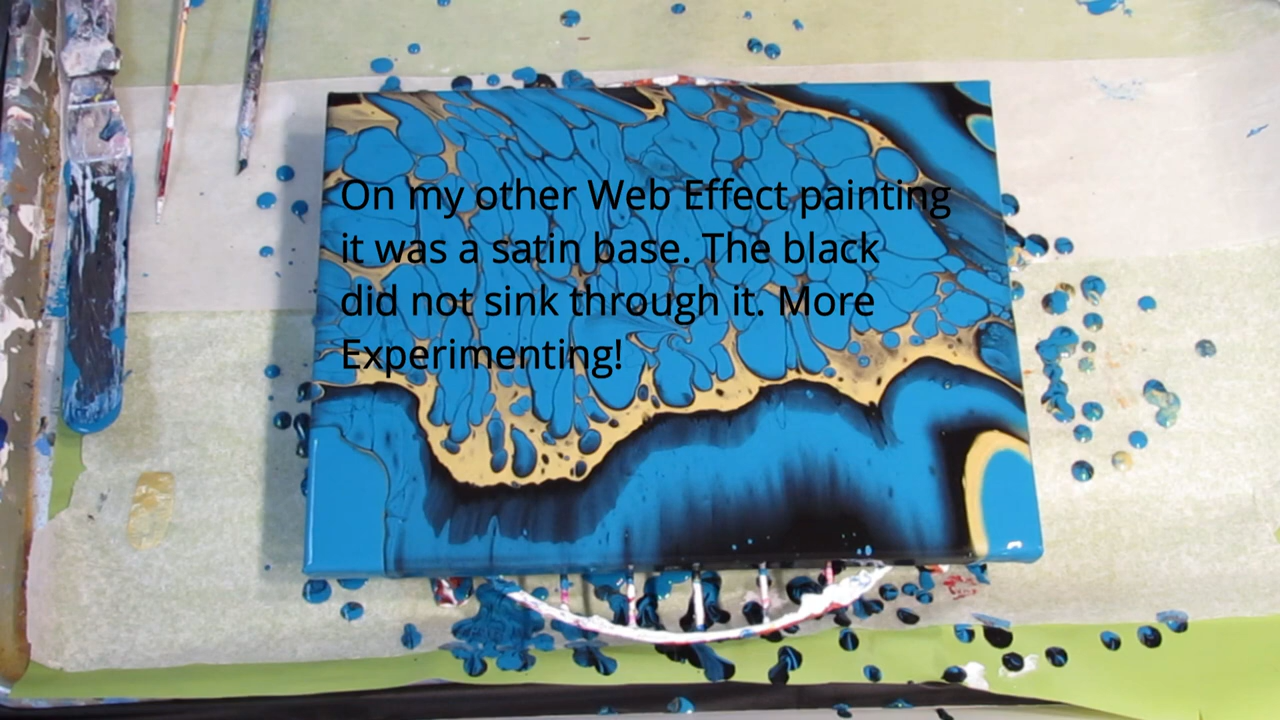 On my other Web Effect painting
it was a satin base. The black
did not sink through it. More
Experimenting!